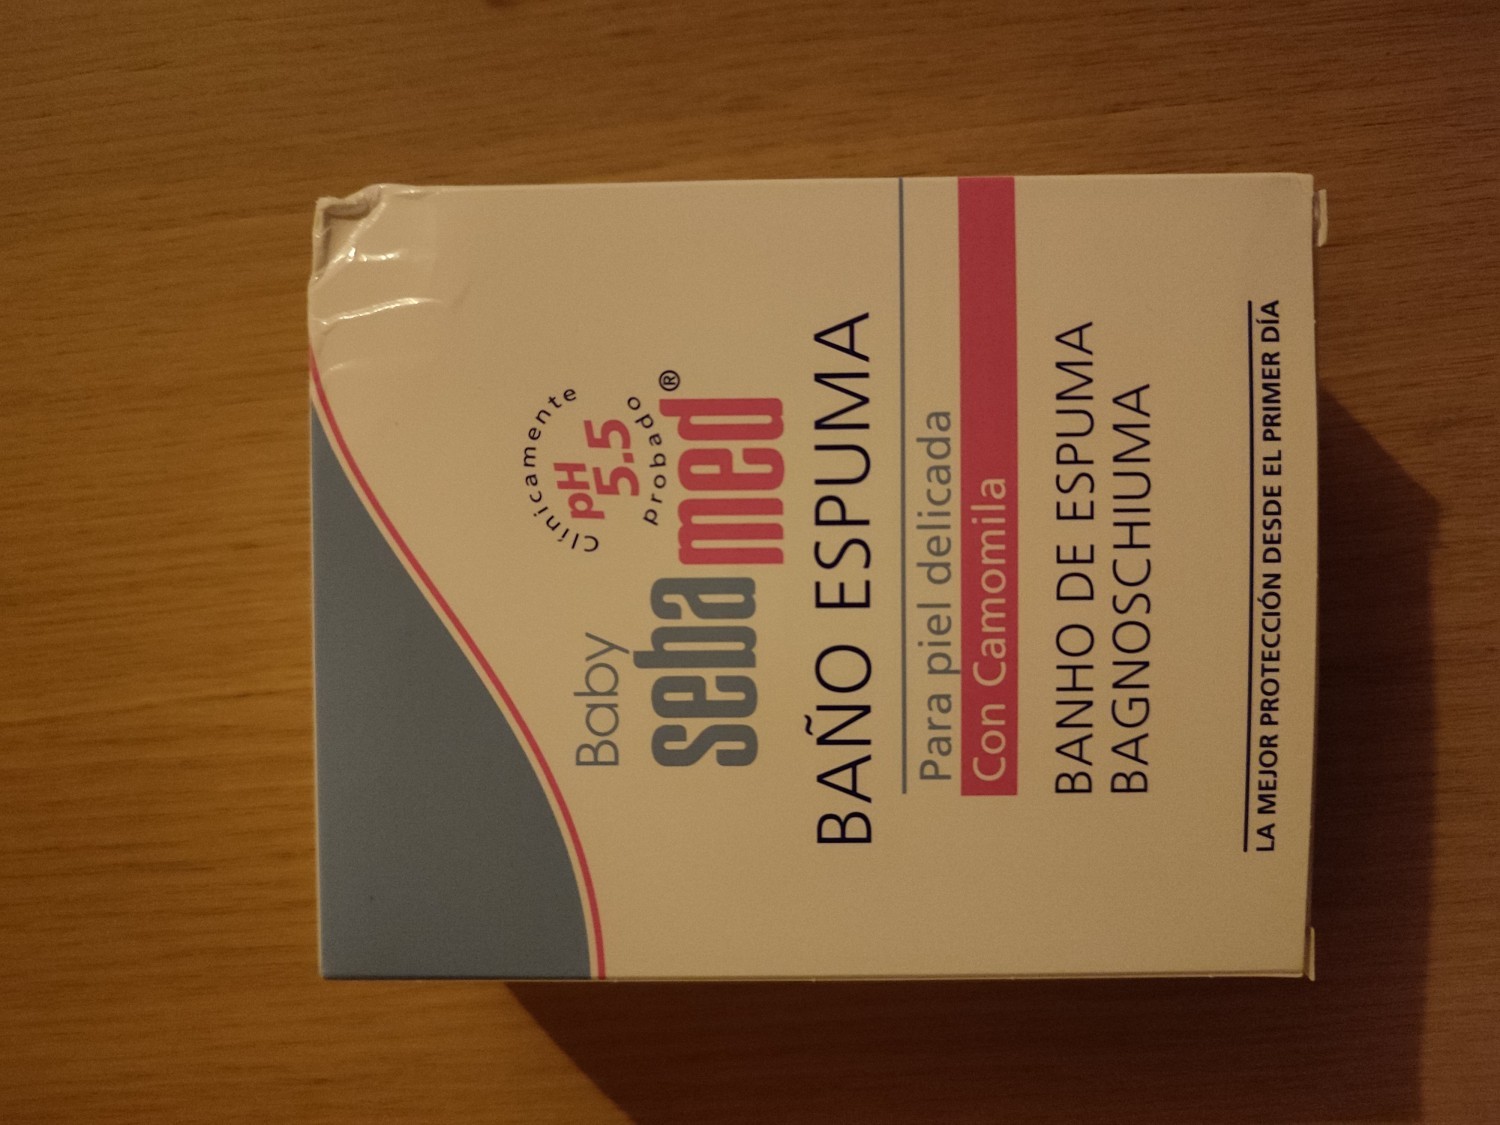 Clínicamente
pH
5.5
probado
Baby
sebamed®
BAÑO ESPUMA
Para piel delicada
Con Camomila
BANHO DE ESPUMA
BAGNOSCHIUMA
LA MEJOR PROTECCIÓN DESDE EL PRIMER DÍA